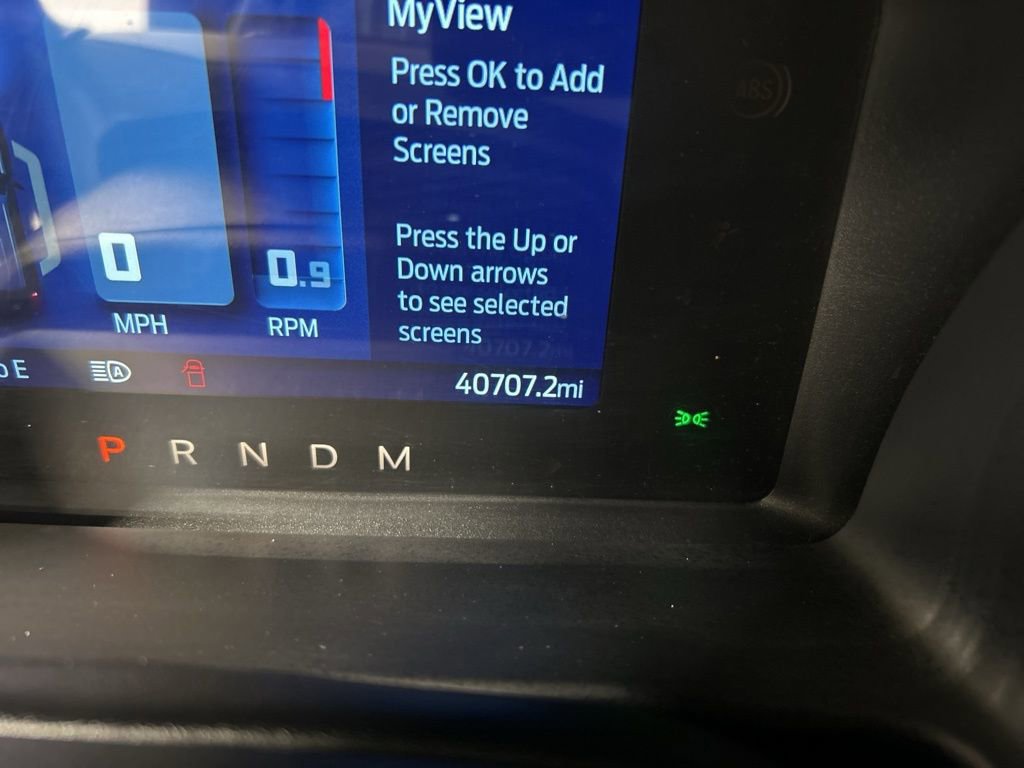 MyView
Press OK to Add
or Remove
Screens
Press the Up or
Down arrows
to see selected
screens
0
MPH
0.9
RPM
E
A
40707.2mi
P R N D M
ABS